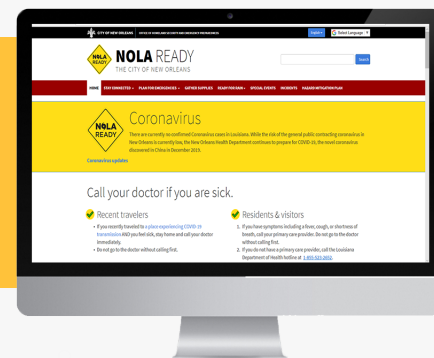 CITY OF NEW ORLEANS OFFICE OF HOMELAND SECURITY AND EMERGENCY PREPAREDNESS English Select Language
NOLA READY
NOLA READY
THE CITY OF NEW ORLEANS
Search
HOME STAY CONNECTED PLAN FOR EMERGENCIES GATHER SUPPLIES READY FOR RAIN SPECIAL EVENTS INCIDENTS HAZARD MITIGATION PLAN
NOLA READY
Coronavirus
There are currently no confirmed Coronavirus cases in Louisiana. While the risk of the general public contracting coronavirus in
New Orleans is currently low, the New Orleans Health Department continues to prepare for COVID-19, the novel coronavirus
discovered in China in December 2019.
Coronavirus updates
Call your doctor if you are sick.
Recent travelers
• If you recently traveled to a place experiencing COVID-19
transmission AND you feel sick, stay home and call your doctor
immediately.
• Do not go to the doctor without calling first.
Residents & visitors
1. If you have symptoms including a fever, cough, or shortness of
breath, call your primary care provider. Do not go to the doctor
without calling first.
2. If you do not have a primary care provider, call the Louisiana
Department of Health hotline at 1-855-523-2652.